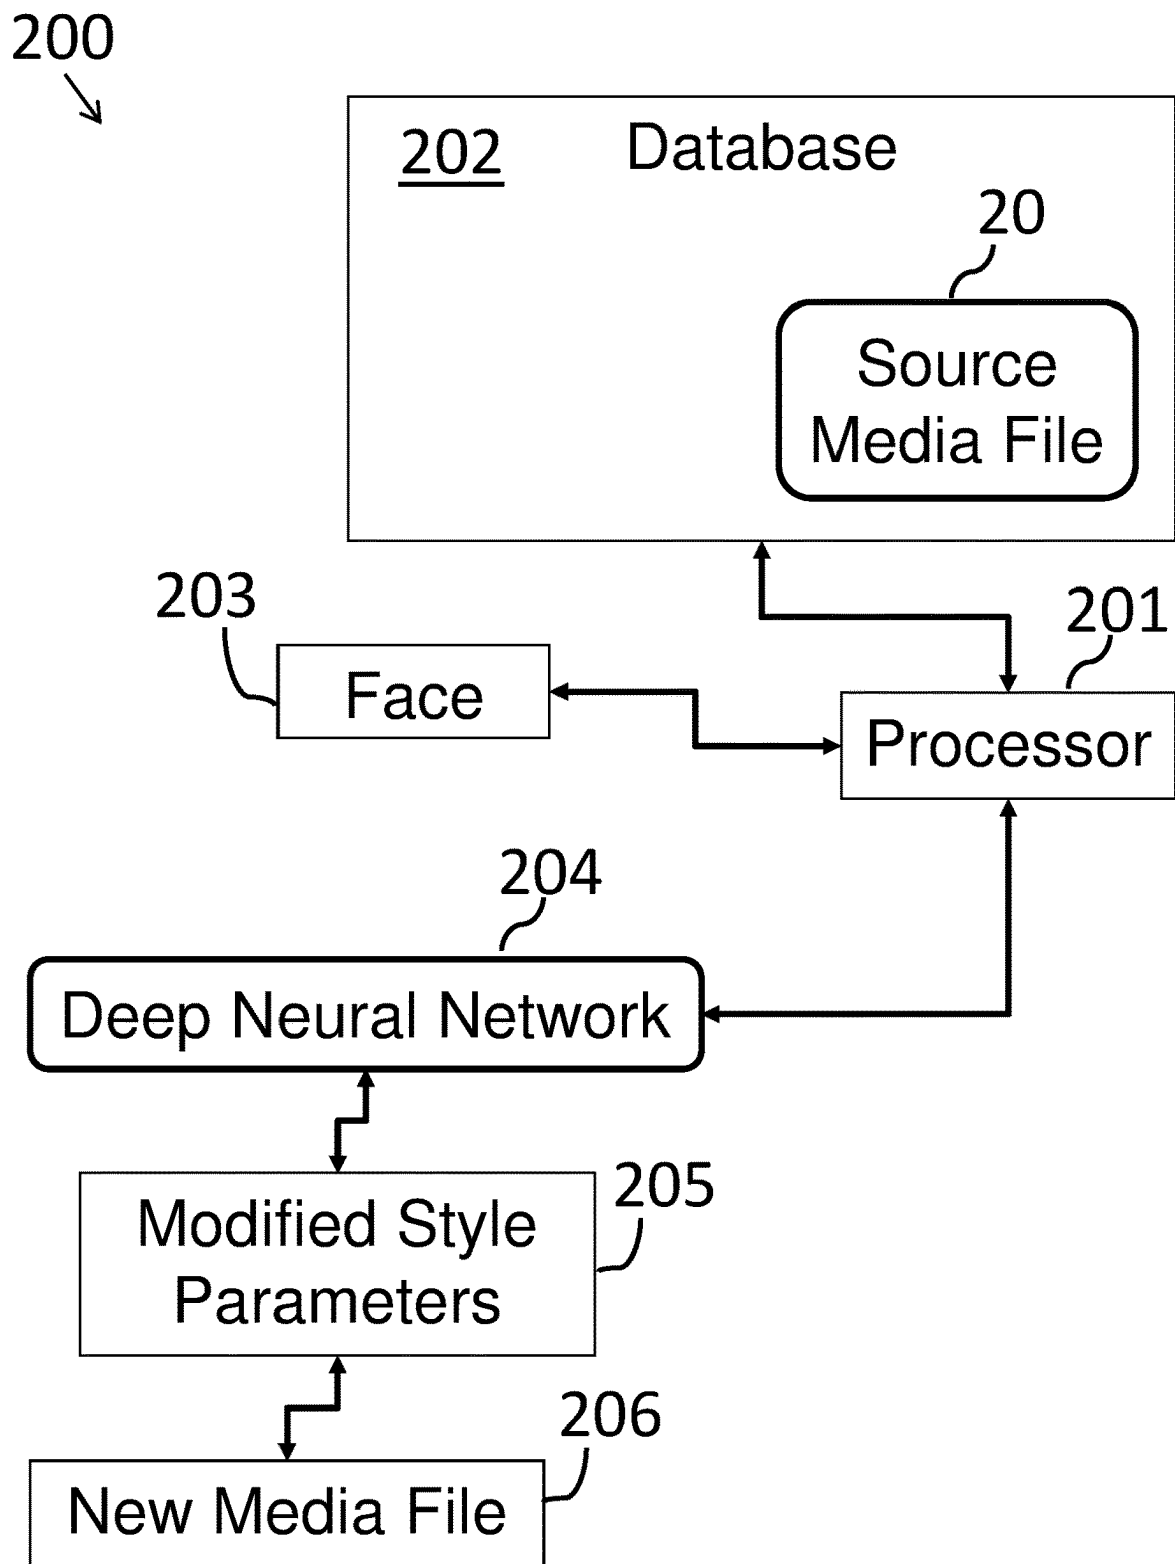 200
202 Database
20
Source
Media File
203
201
Face
Processor
204
Deep Neural Network
Modified Style
Parameters
205
206
New Media File